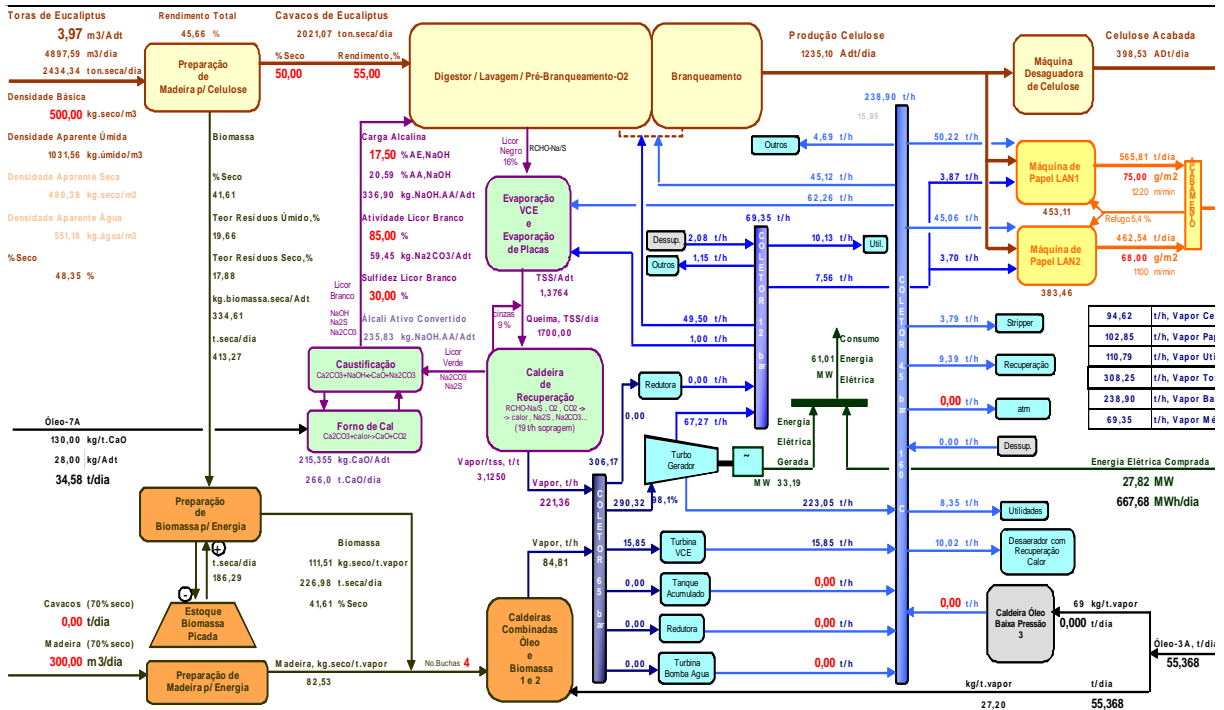 Toras de Eucaliptus
3,97 m3/Adt
4897,59 m3/dia
2434,34 ton.seca/dia
Densidade Básica
500,00 kg.seco/m3
Densidade Aparente Úmida
1031,56 kg.úmido/m3
Densidade Aparente Seca
480,38 kg.seco/m3
Densidade Aparente Água
551,18 kg.água/m3
%Seco
48,35 %
Rendimento Total
45,66 %
Preparação
de
Madeira p/ Celulose
Cavacos de Eucaliptus
2021,07 ton.seca/dia
%Seco Rendimento,%
50,00 55,00
Digestor / Lavagem / Pré-Branqueamento-O2
Branqueamento
Produção Celulose
1235,10 Adt/dia
Máquina
Desaguadora
de Celulose
Celulose Acabada
398,53 ADt/dia
Biomassa
%Seco
41,61
Teor Resíduos Úmido,%
19,66
Teor Resíduos Seco,%
17,88
kg.biomassa.seca/Adt
334,61
t.seca/dia
413,27
Carga Alcalina
17,50 %AE,NaOH
20,59 %AA,NaOH
336,90 kg.NaOH.AA/Adt
Atividade Licor Branco
85,00 %
59,45 kg.Na2CO3/Adt
Sulfidez Licor Branco
30,00 %
Álcali Ativo Convertido
235,83 kg.NaOH.AA/Adt
Licor
Branco
NaOH
Na2S
Na2CO3
Licor
Negro
16%
RCHO-Na/S
Evaporação
VCE
e
Evaporação
de Placas
TSS/Adt
1,3764
cinzas
9%
Queima, TSS/dia
1700,00
Licor
Verde
Na2CO3
Na2S
Caldeira
de
Recuperação
RCHO-Na/S , O2 , CO2 ->
-> calor , Na2S , Na2CO3...
(19 t/h sopragem)
Caustificação
Ca2CO3+NaOH<-CaO+Na2CO3
Forno de Cal
Ca2CO3+calor->CaO+CO2
215,355 kg.CaO/Adt
266,0 t.CaO/dia
Óleo-7A
130,00 kg/t.CaO
28,00 kg/Adt
34,58 t/dia
Vapor/tss, t/t
3,1250
Vapor, t/h
221,36
Vapor, t/h
84,81
Preparação
de
Biomassa p/ Energia
+
t.seca/dia
186,29
-
Estoque
Biomassa
Picada
Cavacos (70%seco)
0,00 t/dia
Madeira (70%seco)
300,00 m3/dia
Preparação de
Madeira p/ Energia
Biomassa
111,51 kg.seco/t.vapor
226,98 t.seca/dia
41,61 %Seco
Madeira, kg.seco/t.vapor
82,53
No.Buchas 4
Caldeiras
Combinadas
Óleo
e
Biomassa
1 e 2
306,17
COLETOR 65 bar
0,00
290,32
15,85
0,00
0,00
0,00
Redutora
0,00 t/h
67,27 t/h
Turbo
Gerador
98,1%
~
MW 33,19
Energia
Elétrica
Gerada
Consumo
61,01 Energia
MW Elétrica
223,05 t/h
Turbina
VCE
15,85 t/h
Tanque
Acumulado
0,00 t/h
Redutora
0,00 t/h
Turbina
Bomba Agua
0,00 t/h
69,35 t/h
COLETOR 12 bar
Dessup.
2,08 t/h
Outros
1,15 t/h
10,13 t/h
Util.
7,56 t/h
49,50 t/h
1,00 t/h
238,90 t/h
15,85
COLETOR 4,5 bar 160 C
Outros
4,69 t/h
45,12 t/h
62,26 t/h
50,22 t/h
3,87 t/h
45,06 t/h
3,70 t/h
3,79 t/h
Stripper
9,39 t/h
Recuperação
0,00 t/h
atm
0,00 t/h
Dessup.
8,35 t/h
Utilidades
10,02 t/h
Desaerador com
Recuperação
Calor
0,00 t/h
Caldeira Óleo
Baixa Pressão
3
69 kg/t.vapor
0,000 t/dia
Óleo-3A, t/dia
55,368
kg/t.vapor
27,20
t/dia
55,368
Máquina de
Papel LAN1
453,11
565,81 t/dia
75,00 g/m2
1220 m/min
Refugo 5,4 %
Máquina de
Papel LAN2
383,46
462,54 t/dia
68,00 g/m2
1100 m/min
ACABAMENTO
94,62 t/h, Vapor Ce
102,85 t/h, Vapor Pap
110,79 t/h, Vapor Uti
308,25 t/h, Vapor To
238,90 t/h, Vapor Ba
69,35 t/h, Vapor Mé
Energia Elétrica Comprada
27,82 MW
667,68 MWh/dia